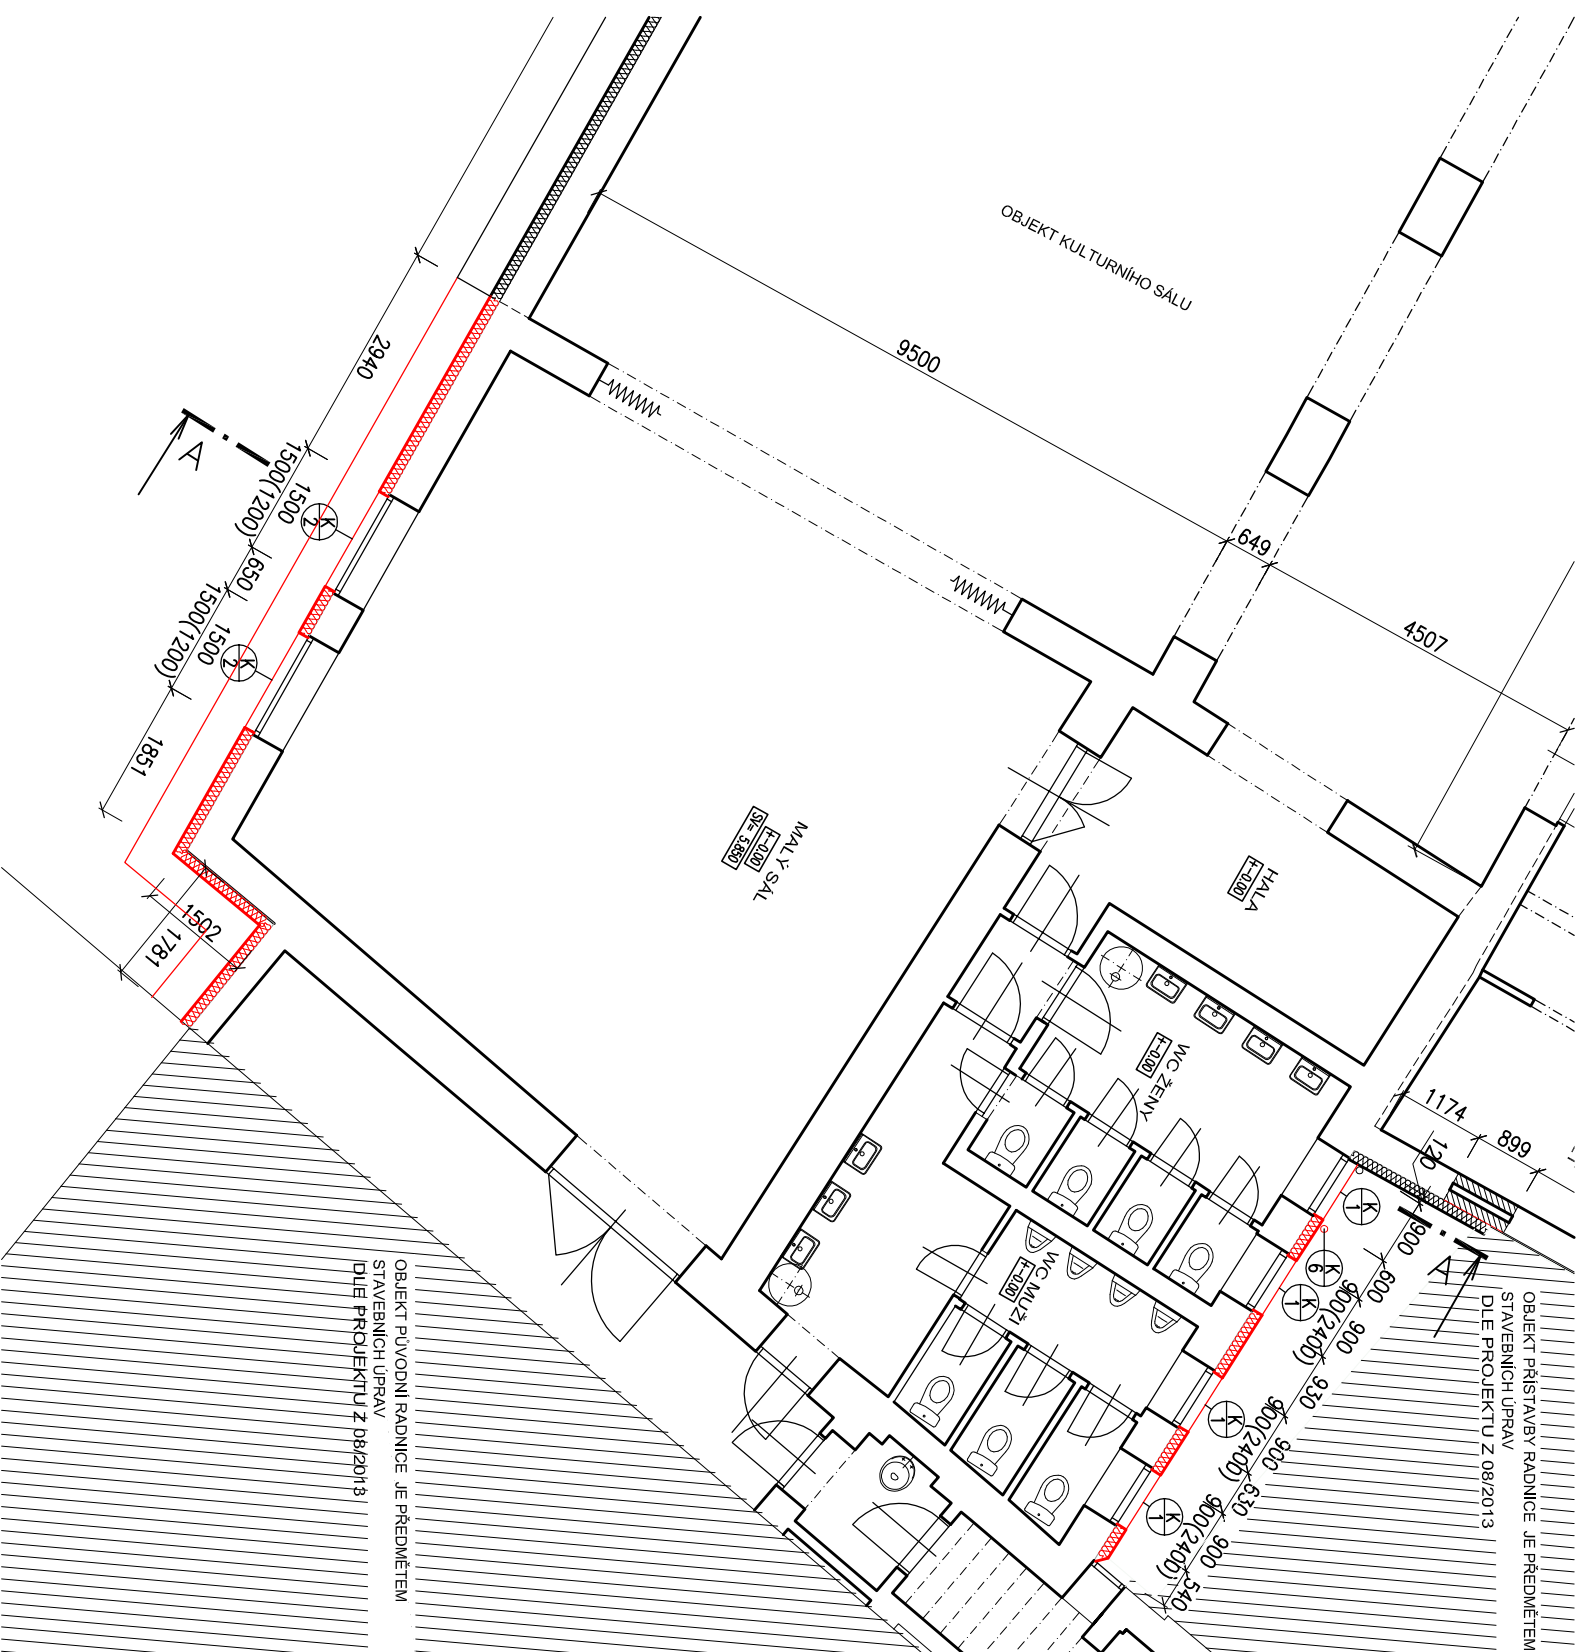 OBJEKT KULTURNÍHO SÁLU
9500
649
4507
2940
A
1500(1200)
1500
K
2
650
1500(1200)
1500
K
2
1851
1502
1781
MALÝ SÁL
+-0.00
SV= 5.850
HALA
+-0.00
WC ŽENY
+-0.00
WC MUŽI
+-0.00
1174
899
120
K
1
900
K
6
600
A
K
1
900(2400)
900
930
K
1
900(2400)
900
630
K
1
900(2400)
900
540
OBJEKT PŮVODNÍ RADNICE JE PŘEDMĚTEM
STAVEBNÍCH ÚPRAV
DLE PROJEKTU Z 08/2013
OBJEKT PŘÍSTAVBY RADNICE JE PŘEDMĚTEM
STAVEBNÍCH ÚPRAV
DLE PROJEKTU Z 08/2013